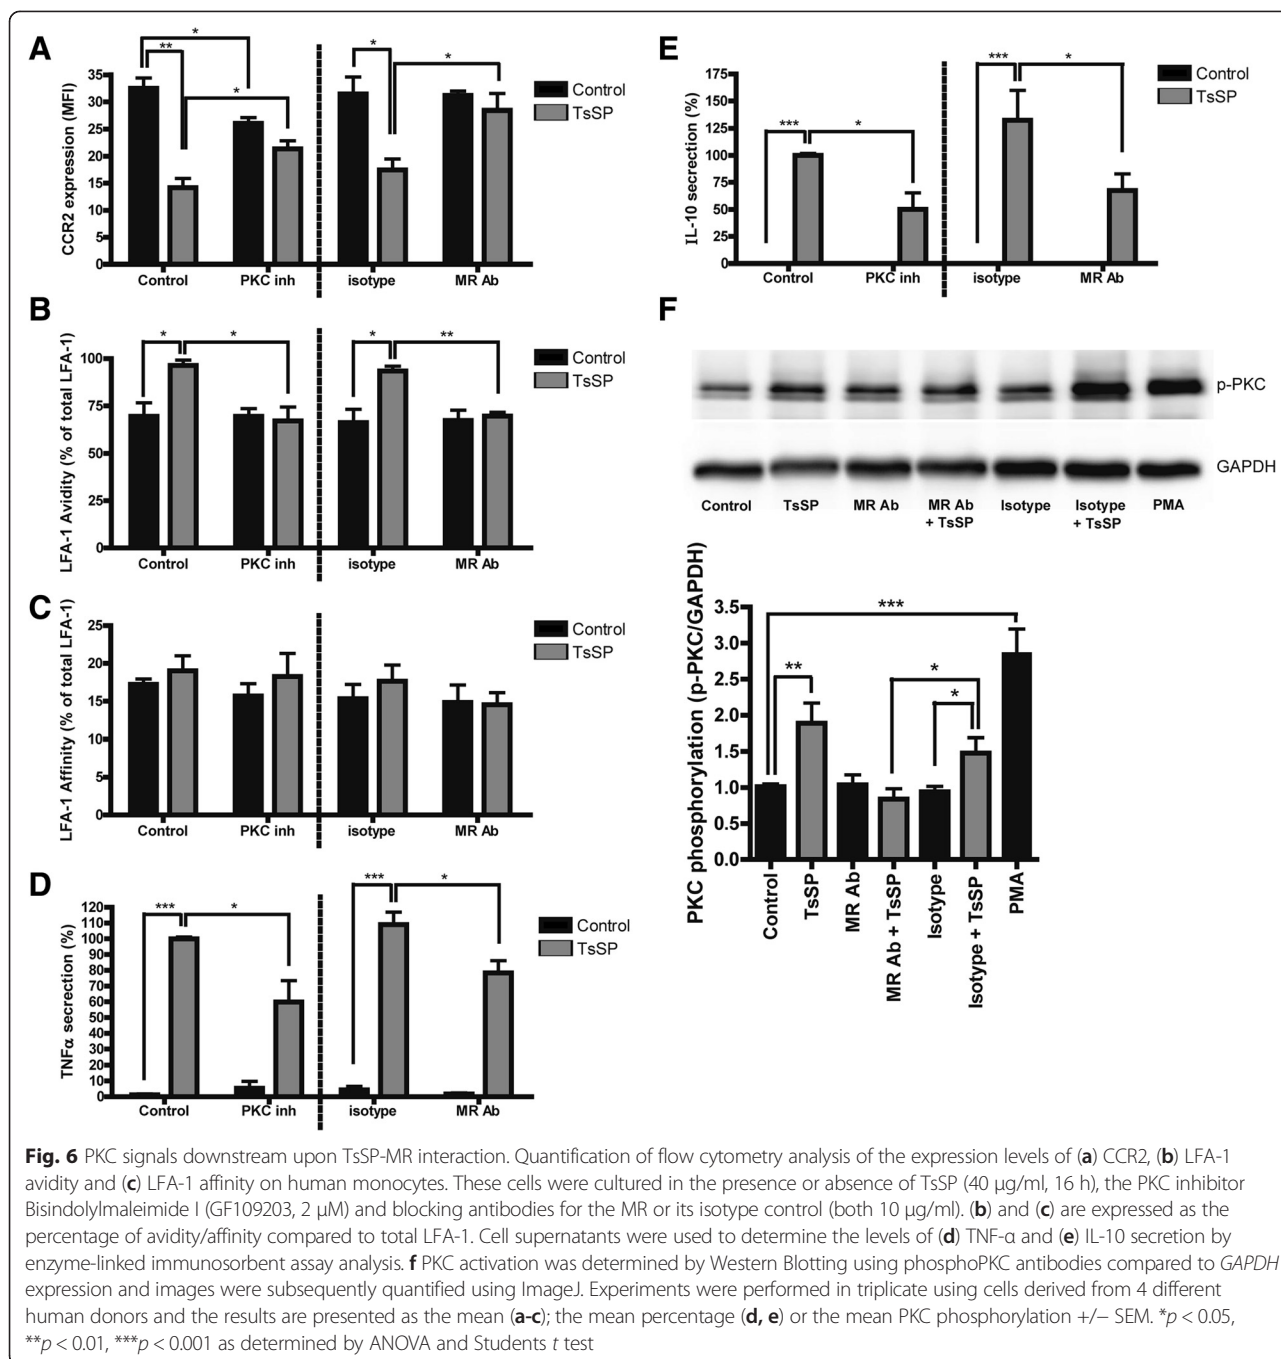 A
CCR2 expression (MFI)
35
30
25
20
15
10
5
0
*
**
*
*
*
Control
TsSP
Control
PKC inh
isotype
MR Ab
B
LFA-1 Avidity (% of total LFA-1)
100
75
50
25
0
*
*
*
**
Control
TsSP
Control
PKC inh
isotype
MR Ab
C
LFA-1 Affinity (% of total LFA-1)
25
20
15
10
5
0
Control
TsSP
Control
PKC inh
isotype
MR Ab
D
TNFα secretion (%)
120
110
100
90
80
70
60
50
40
30
20
10
0
***
*
***
*
Control
TsSP
Control
PKC inh
isotype
MR Ab
E
IL-10 secrection (%)
175
150
125
100
75
50
25
0
***
*
***
*
Control
TsSP
Control
PKC inh
isotype
MR Ab
F
p-PKC
GAPDH
Control
TsSP
MR Ab
MR Ab
+ TsSP
Isotype
Isotype
+ TsSP
PMA
PKC phosphorylation (p-PKC/GAPDH)
3.5
3.0
2.5
2.0
1.5
1.0
0.5
0.0
***
**
*
*
Control
TsSP
MR Ab
MR Ab + TsSP
Isotype
Isotype + TsSP
PMA
Fig. 6 PKC signals downstream upon TsSP-MR interaction. Quantification of flow cytometry analysis of the expression levels of (a) CCR2, (b) LFA-1
avidity and (c) LFA-1 affinity on human monocytes. These cells were cultured in the presence or absence of TsSP (40 μg/ml, 16 h), the PKC inhibitor
Bisindolylmaleimide I (GF109203, 2 μM) and blocking antibodies for the MR or its isotype control (both 10 μg/ml). (b) and (c) are expressed as the
percentage of avidity/affinity compared to total LFA-1. Cell supernatants were used to determine the levels of (d) TNF-α and (e) IL-10 secretion by
enzyme-linked immunosorbent assay analysis. f PKC activation was determined by Western Blotting using phosphoPKC antibodies compared to GAPDH
expression and images were subsequently quantified using ImageJ. Experiments were performed in triplicate using cells derived from 4 different
human donors and the results are presented as the mean (a-c); the mean percentage (d, e) or the mean PKC phosphorylation +/− SEM. *p < 0.05,
**p < 0.01, ***p < 0.001 as determined by ANOVA and Students t test